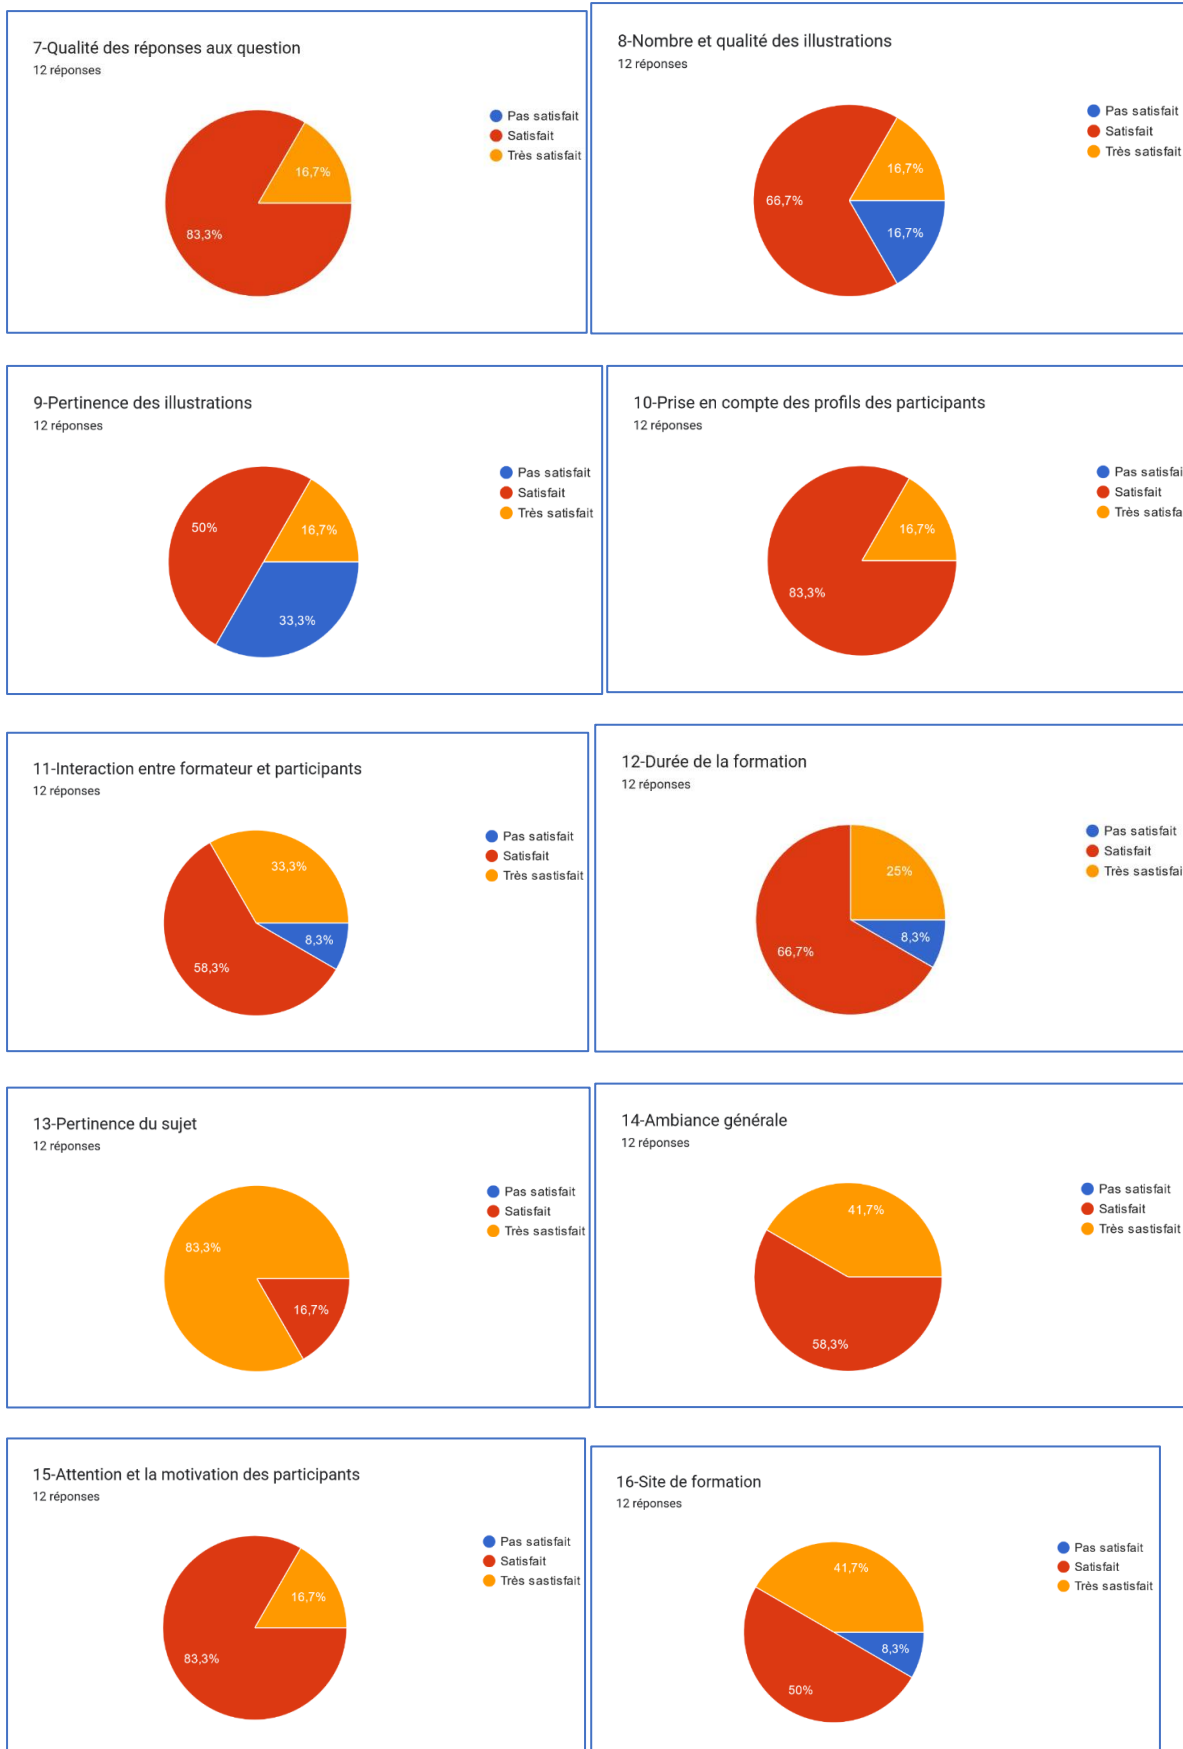 7-Qualité des réponses aux question
12 réponses
Pas satisfait
Satisfait
Très satisfait
16,7%
83,3%
8-Nombre et qualité des illustrations
12 réponses
Pas satisfait
Satisfait
Très satisfait
16,7%
66,7%
16,7%
9-Pertinence des illustrations
12 réponses
Pas satisfait
Satisfait
Très satisfait
50%
16,7%
33,3%
10-Prise en compte des profils des participants
12 réponses
Pas satisfai
Satisfait
Très satisfa
16,7%
83,3%
11-Interaction entre formateur et participants
12 réponses
Pas satisfait
Satisfait
Très sastisfait
33,3%
8,3%
58,3%
12-Durée de la formation
12 réponses
Pas satisfait
Satisfait
Très sastisfai
25%
8,3%
66,7%
13-Pertinence du sujet
12 réponses
Pas satisfait
Satisfait
Très sastisfait
83,3%
16,7%
14-Ambiance générale
12 réponses
Pas satisfait
Satisfait
Très sastisfait
41,7%
58,3%
15-Attention et la motivation des participants
12 réponses
Pas satisfait
Satisfait
Très sastisfait
16,7%
83,3%
16-Site de formation
12 réponses
Pas satisfait
Satisfait
Très sastisfait
41,7%
8,3%
50%